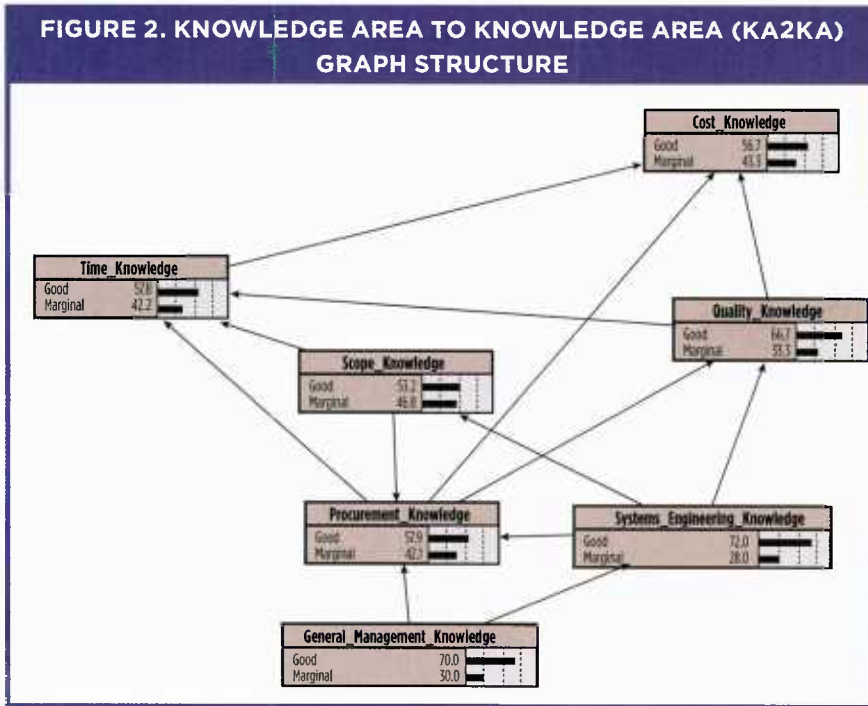 FIGURE 2. KNOWLEDGE AREA TO KNOWLEDGE AREA (KA2KA)
GRAPH STRUCTURE
Cost_Knowledge
Good 56.7
Marginal 43.3
Time_Knowledge
Good 57.8
Marginal 42.2
Quality_Knowledge
Good 66.7
Marginal 33.3
Scope_Knowledge
Good 53.2
Marginal 46.8
Procurement_Knowledge
Good 57.9
Marginal 42.1
Systems_Engineering_Knowledge
Good 72.0
Marginal 28.0
General_Management_Knowledge
Good 70.0
Marginal 30.0